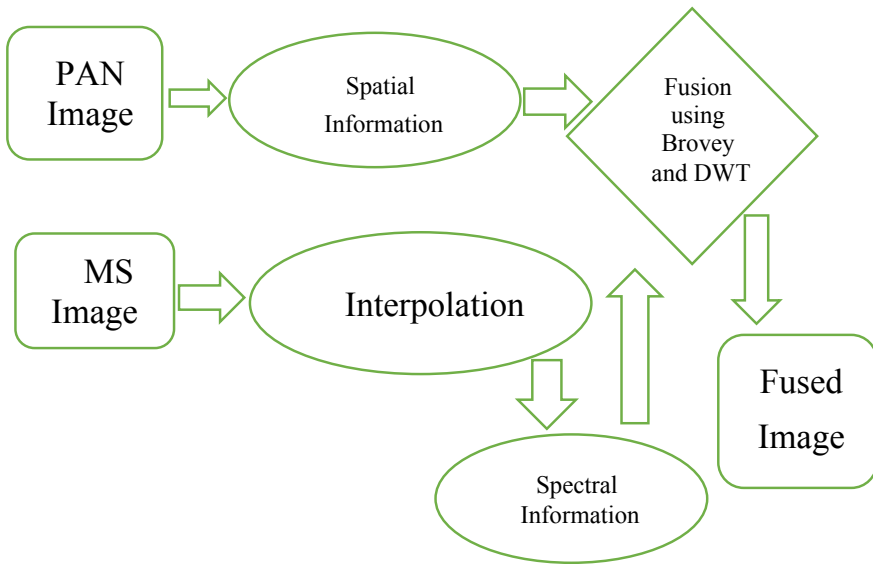 PAN
Image
Spatial
Information
Fusion
using
Brovey
and DWT
MS
Image
Interpolation
Spectral
Information
Fused
Image